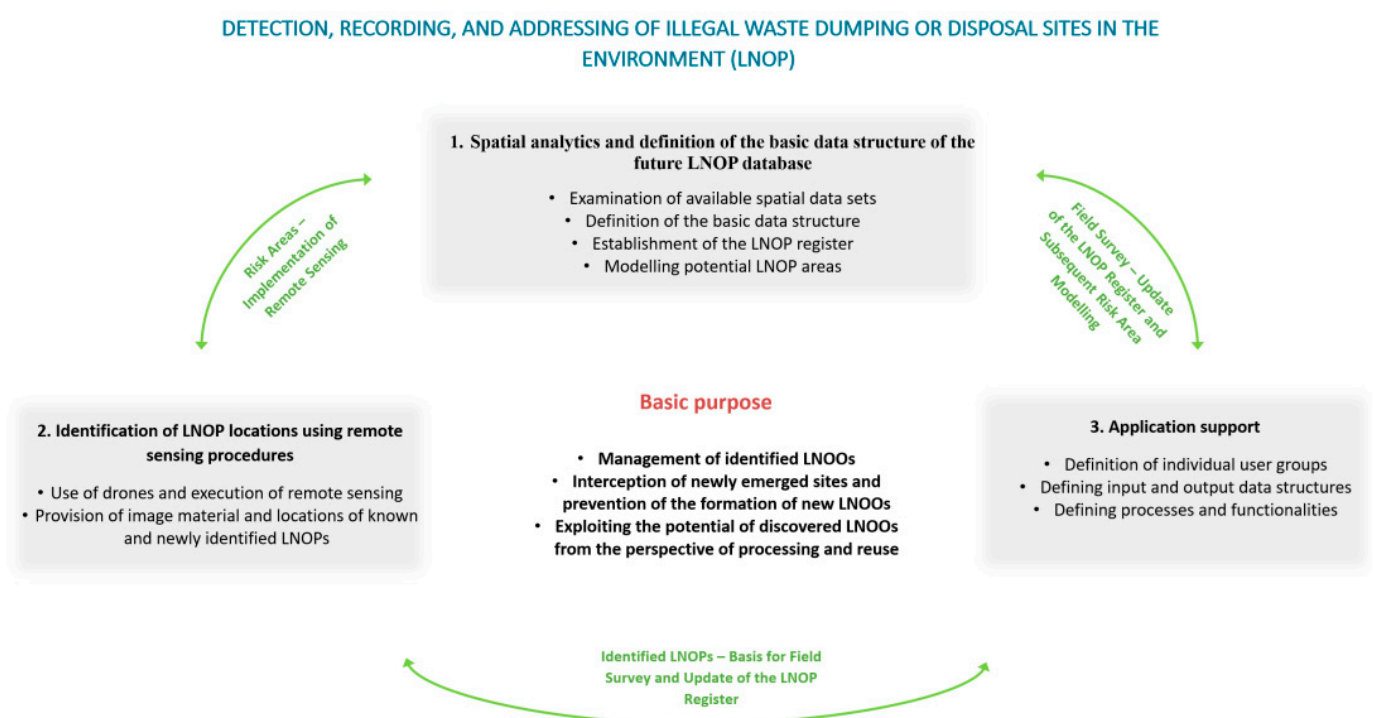 DETECTION, RECORDING, AND ADDRESSING OF ILLEGAL WASTE DUMPING OR DISPOSAL SITES IN THE
ENVIRONMENT (LNOP)
1. Spatial analytics and definition of the basic data structure of the
future LNOP database
• Examination of available spatial data sets
• Definition of the basic data structure
• Establishment of the LNOP register
• Modelling potential LNOP areas
Risk Areas –
Implementation of
Remote Sensing
Field Survey – Update
of the LNOP Register and
Subsequent Risk Area
Modelling
2. Identification of LNOP locations using remote
sensing procedures
• Use of drones and execution of remote sensing
• Provision of image material and locations of known
and newly identified LNOPs
Basic purpose
• Management of identified LNOOs
• Interception of newly emerged sites and
prevention of the formation of new LNOOs
• Exploiting the potential of discovered LNOOs
from the perspective of processing and reuse
3. Application support
• Definition of individual user groups
• Defining input and output data structures
• Defining processes and functionalities
Identified LNOPs – Basis for Field
Survey and Update of the LNOP
Register